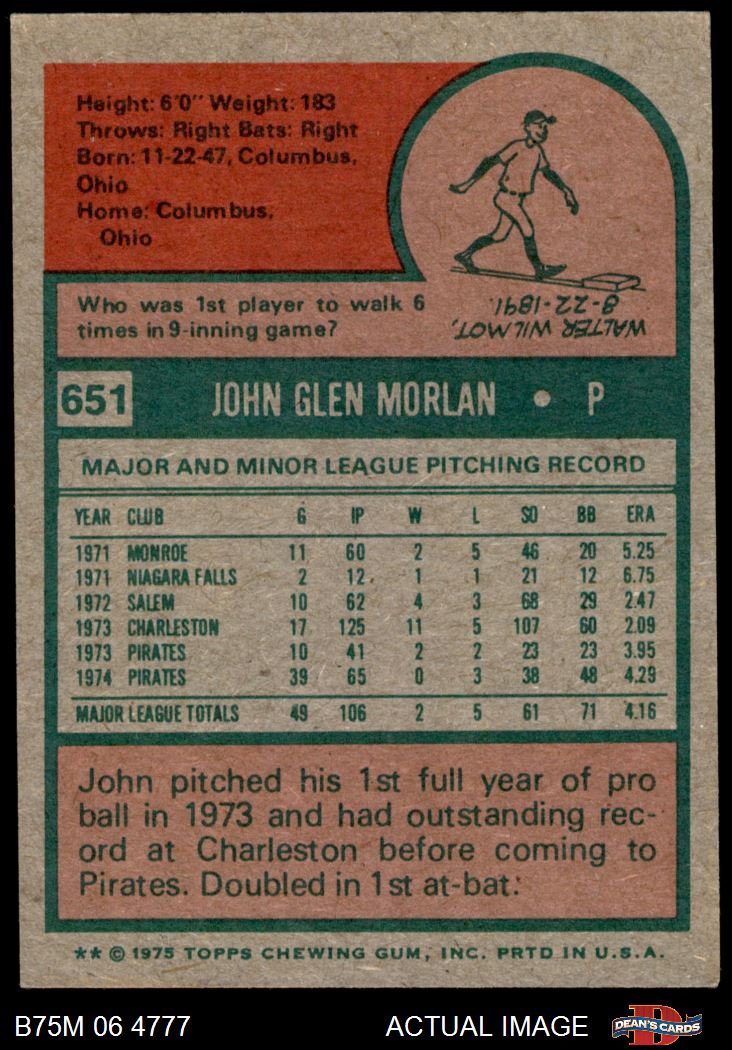 Height: 6'0" Weight: 183
Throws: Right Bats: Right
Born: 11-22-47, Columbus,
Ohio
Home: Columbus,
Ohio
Who was 1st player to walk 6
times in 9-inning game?
WALTER WILMOT,
8-22-1891.
651 JOHN GLEN MORLAN • P
MAJOR AND MINOR LEAGUE PITCHING RECORD
YEAR CLUB G IP W L SO BB ERA
1971 MONROE 11 60 2 5 46 20 5.25
1971 NIAGARA FALLS 2 12 1 1 21 12 6.75
1972 SALEM 10 62 4 3 68 29 2.47
1973 CHARLESTON 17 125 11 5 107 60 2.09
1973 PIRATES 10 41 2 2 23 23 3.95
1974 PIRATES 39 65 0 3 38 48 4.29
MAJOR LEAGUE TOTALS 49 106 2 5 61 71 4.16
John pitched his 1st full year of pro
ball in 1973 and had outstanding rec-
ord at Charleston before coming to
Pirates. Doubled in 1st at-bat.
** © 1975 TOPPS CHEWING GUM, INC. PRTD IN U.S.A.
B75M 06 4777 ACTUAL IMAGE D DEAN'S CARDS